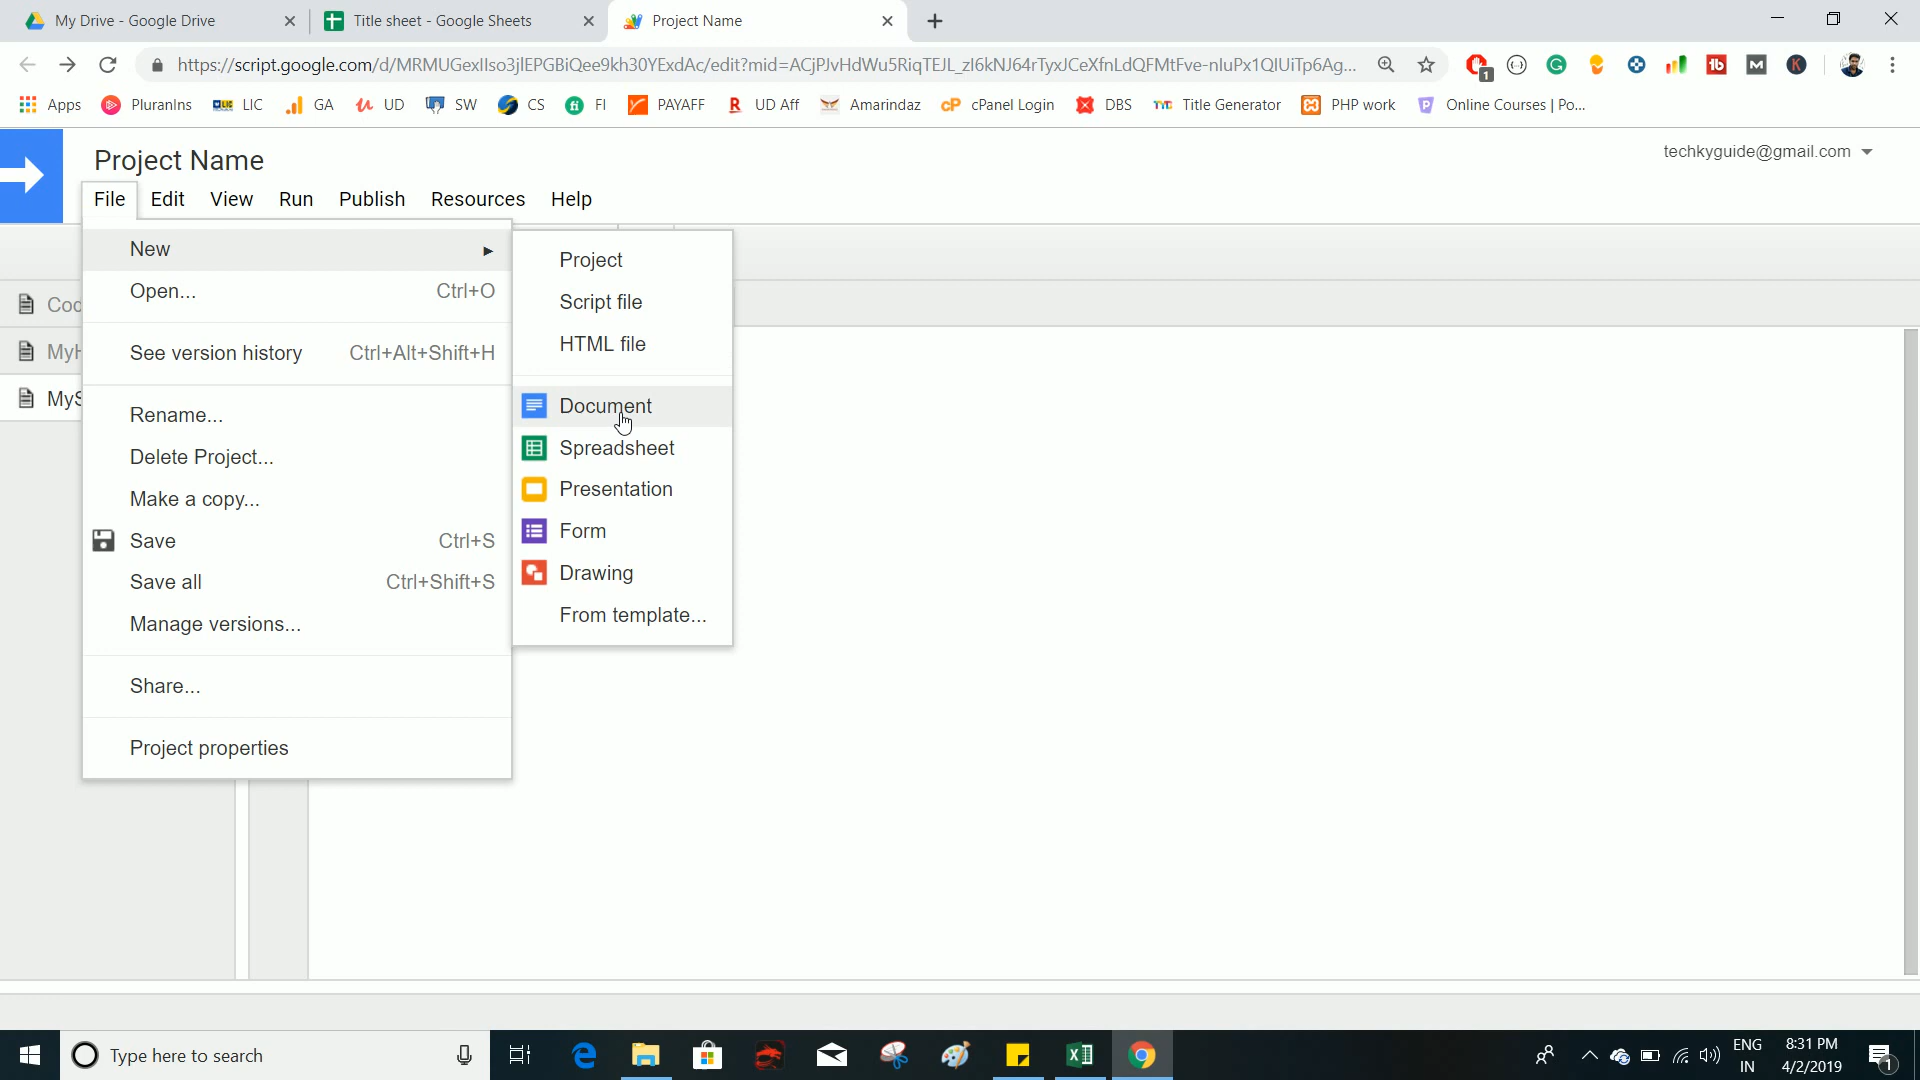 My Drive - Google Drive
Title sheet - Google Sheets
Project Name
https://script.google.com/d/MRMUGexlIso3jlEPGBiQee9kh30YExdAc/edit?mid=ACjPJvHdWu5RiqTEJL_zl6kNJ64rTyxJCeXfnLdQFMtFve-nluPx1QlUiTp6Ag...
1
Apps
PluranIns
LIC
GA
UD
SW
CS
FI
PAYAFF
UD Aff
Amarindaz
cPanel Login
DBS
Title Generator
PHP work
Online Courses | Po...
Project Name
techkyguide@gmail.com
File Edit View Run Publish Resources Help
New
Open... Ctrl+O
See version history Ctrl+Alt+Shift+H
Rename...
Delete Project...
Make a copy...
Save Ctrl+S
Save all Ctrl+Shift+S
Manage versions...
Share...
Project properties
Project
Script file
HTML file
Document
Spreadsheet
Presentation
Form
Drawing
From template...
Type here to search
ENG
IN
8:31 PM
4/2/2019
1